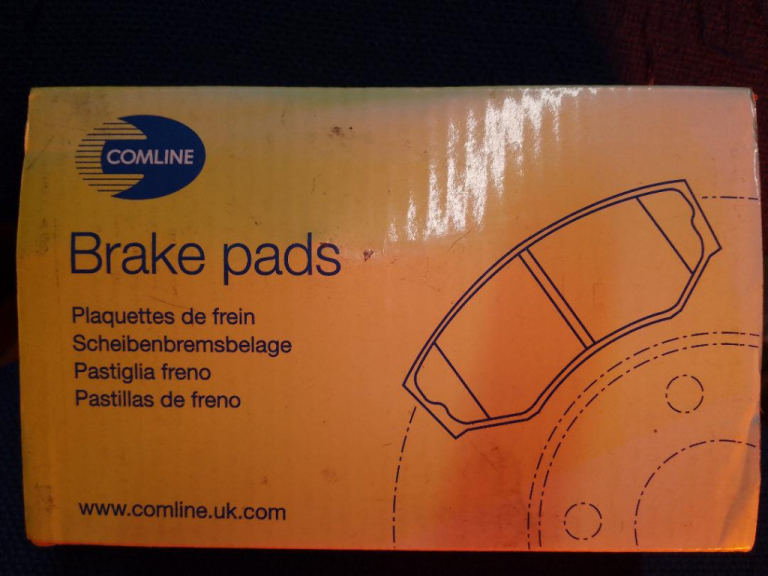 COMLINE
Brake pads
Plaquettes de frein
Scheibenbremsbelage
Pastiglia freno
Pastillas de freno
www.comline.uk.com